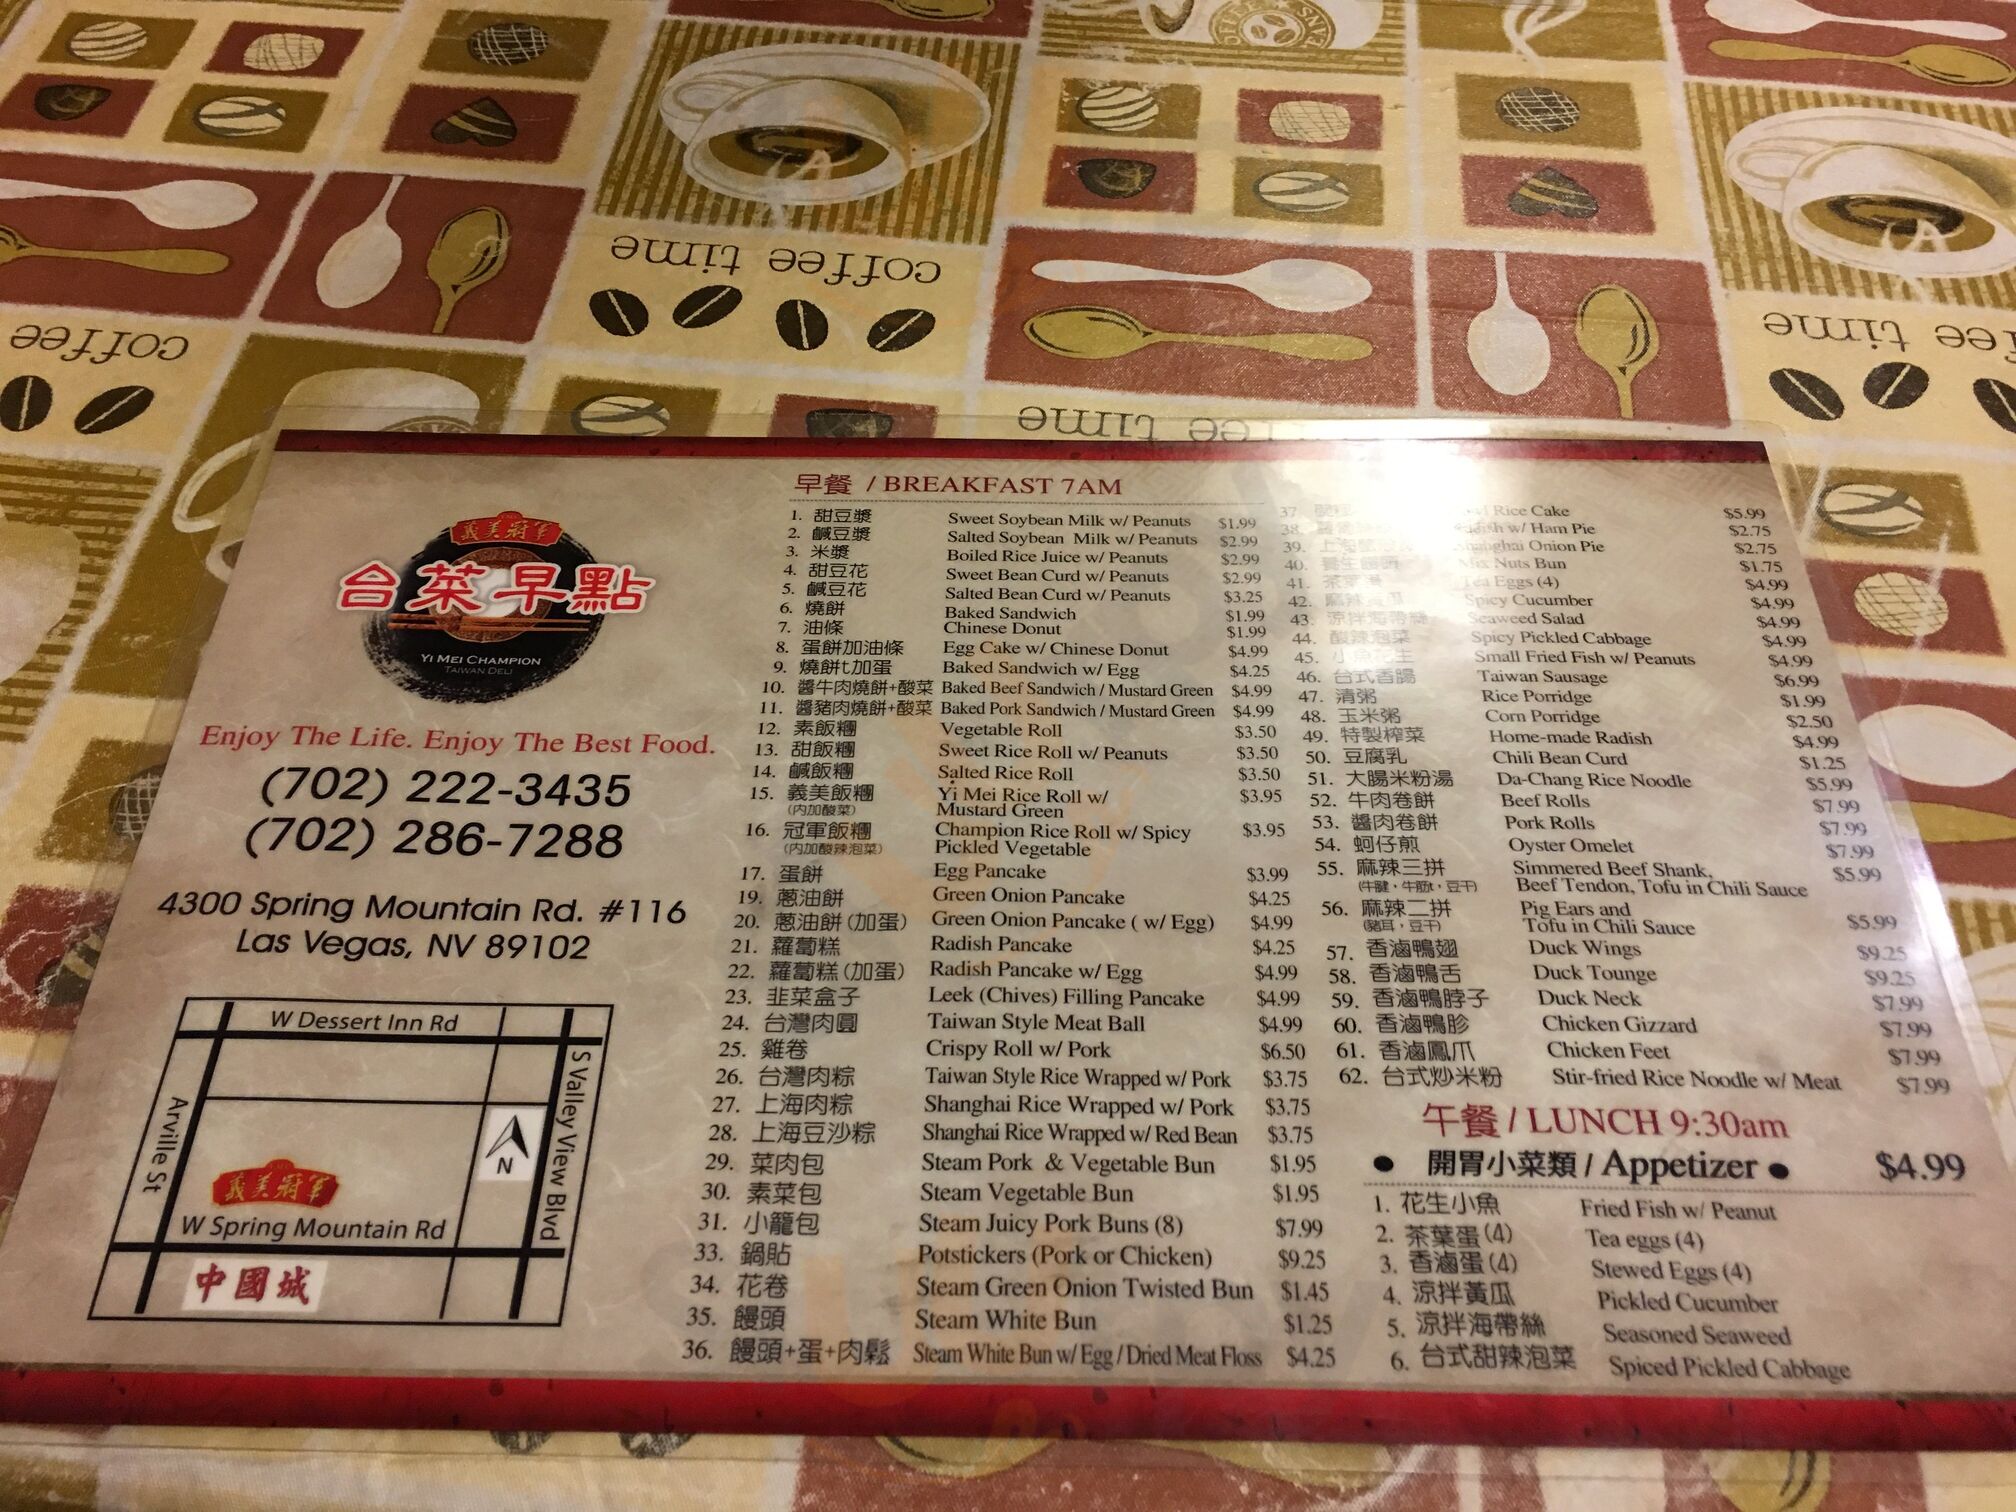 coffee time
coffee time
coffee
coffee time
義美冠軍
台菜早點
YI MEI CHAMPION
TAIWAN DELI
Enjoy The Life. Enjoy The Best Food.
(702) 222-3435
(702) 286-7288
4300 Spring Mountain Rd. #116
Las Vegas, NV 89102
W Dessert Inn Rd
Arville St
S Valley View Blvd
N
義美冠軍
W Spring Mountain Rd
中國城
早餐 / BREAKFAST 7AM
1. 甜豆漿 Sweet Soybean Milk w/ Peanuts $1.99
2. 鹹豆漿 Salted Soybean Milk w/ Peanuts $2.99
3. 米漿 Boiled Rice Juice w/ Peanuts $2.99
4. 甜豆花 Sweet Bean Curd w/ Peanuts $2.99
5. 鹹豆花 Salted Bean Curd w/ Peanuts $3.25
6. 燒餅 Baked Sandwich $1.99
7. 油條 Chinese Donut $1.99
8. 蛋餅加油條 Egg Cake w/ Chinese Donut $4.99
9. 燒餅t加蛋 Baked Sandwich w/ Egg $4.25
10. 醬牛肉燒餅+酸菜 Baked Beef Sandwich / Mustard Green $4.99
11. 醬豬肉燒餅+酸菜 Baked Pork Sandwich / Mustard Green $4.99
12. 素飯糰 Vegetable Roll $3.50
13. 甜飯糰 Sweet Rice Roll w/ Peanuts $3.50
14. 鹹飯糰 Salted Rice Roll $3.50
15. 義美飯糰 Yi Mei Rice Roll w/ $3.95
(內加酸菜) Mustard Green
16. 冠軍飯糰 Champion Rice Roll w/ Spicy $3.95
(內加酸辣泡菜) Pickled Vegetable
17. 蛋餅 Egg Pancake $3.99
19. 蔥油餅 Green Onion Pancake $4.25
20. 蔥油餅(加蛋) Green Onion Pancake ( w/ Egg) $4.99
21. 蘿蔔糕 Radish Pancake $4.25
22. 蘿蔔糕(加蛋) Radish Pancake w/ Egg $4.99
23. 韭菜盒子 Leek (Chives) Filling Pancake $4.99
24. 台灣肉圓 Taiwan Style Meat Ball $4.99
25. 雞卷 Crispy Roll w/ Pork $6.50
26. 台灣肉粽 Taiwan Style Rice Wrapped w/ Pork $3.75
27. 上海肉粽 Shanghai Rice Wrapped w/ Pork $3.75
28. 上海豆沙粽 Shanghai Rice Wrapped w/ Red Bean $3.75
29. 菜肉包 Steam Pork & Vegetable Bun $1.95
30. 素菜包 Steam Vegetable Bun $1.95
31. 小籠包 Steam Juicy Pork Buns (8) $7.99
33. 鍋貼 Potstickers (Pork or Chicken) $9.25
34. 花卷 Steam Green Onion Twisted Bun $1.45
35. 饅頭 Steam White Bun $1.25
36. 饅頭+蛋+肉鬆 Steam White Bun w/ Egg / Dried Meat Floss $4.25
37 Rice Cake $5.99
38. w/ Ham Pie $2.75
39. 上海 Shanghai Onion Pie $2.75
40. Mix Nuts Bun $1.75
41. 茶葉蛋 Tea Eggs (4) $4.99
42. 麻辣黃瓜 Spicy Cucumber $4.99
43. 涼拌海帶絲 Seaweed Salad $4.99
44. 酸辣泡菜 Spicy Pickled Cabbage $4.99
45. 小魚花生 Small Fried Fish w/ Peanuts $4.99
46. 台式香腸 Taiwan Sausage $6.99
47. 清粥 Rice Porridge $1.99
48. 玉米粥 Corn Porridge $2.50
49. 特製榨菜 Home-made Radish $4.99
50. 豆腐乳 Chili Bean Curd $1.25
51. 大腸米粉湯 Da-Chang Rice Noodle $5.99
52. 牛肉卷餅 Beef Rolls $7.99
53. 醬肉卷餅 Pork Rolls $7.99
54. 蚵仔煎 Oyster Omelet $7.99
55. 麻辣三拼 Simmered Beef Shank, $5.99
(牛腱，牛筋t，豆干) Beef Tendon, Tofu in Chili Sauce
56. 麻辣二拼 Pig Ears and
(豬耳，豆干) Tofu in Chili Sauce $5.99
57. 香滷鴨翅 Duck Wings $9.25
58. 香滷鴨舌 Duck Tounge $9.25
59. 香滷鴨脖子 Duck Neck $7.99
60. 香滷鴨胗 Chicken Gizzard $7.99
61. 香滷鳳爪 Chicken Feet $7.99
62. 台式炒米粉 Stir-fried Rice Noodle w/ Meat $7.99
午餐 / LUNCH 9:30am
● 開胃小菜類 / Appetizer ● $4.99
1. 花生小魚 Fried Fish w/ Peanut
2. 茶葉蛋(4) Tea eggs (4)
3. 香滷蛋(4) Stewed Eggs (4)
4. 涼拌黃瓜 Pickled Cucumber
5. 涼拌海帶絲 Seasoned Seaweed
6. 台式甜辣泡菜 Spiced Pickled Cabbage